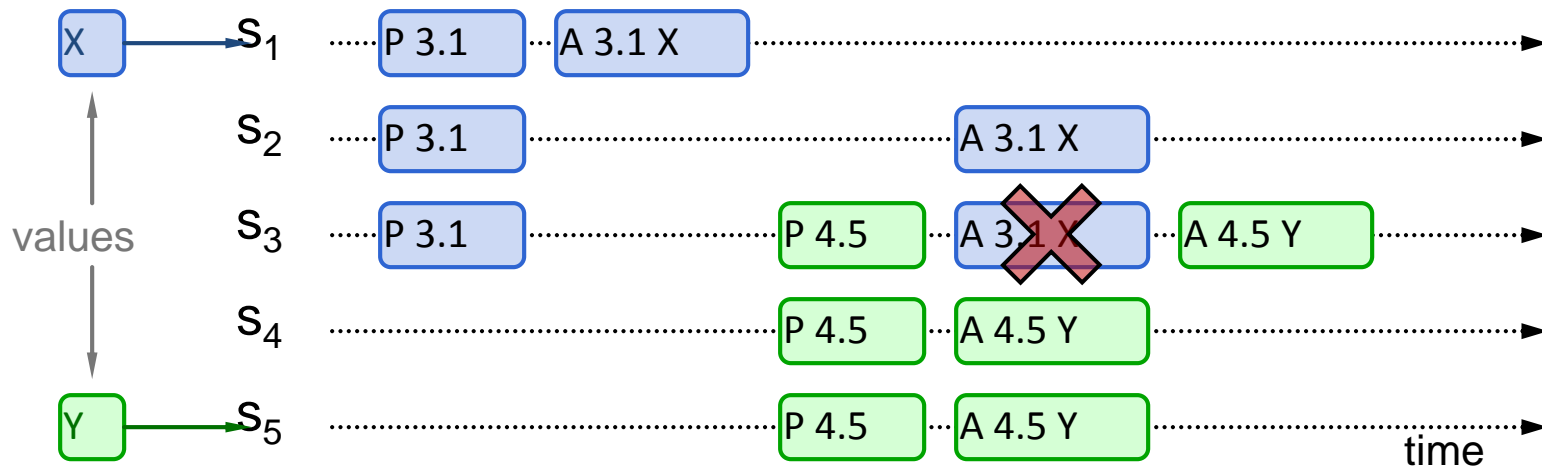 X s₁ P 3.1 A 3.1 X
s₂ P 3.1 A 3.1 X
values s₃ P 3.1 P 4.5 A 3.1 X A 4.5 Y
s₄ P 4.5 A 4.5 Y
Y s₅ P 4.5 A 4.5 Y
time